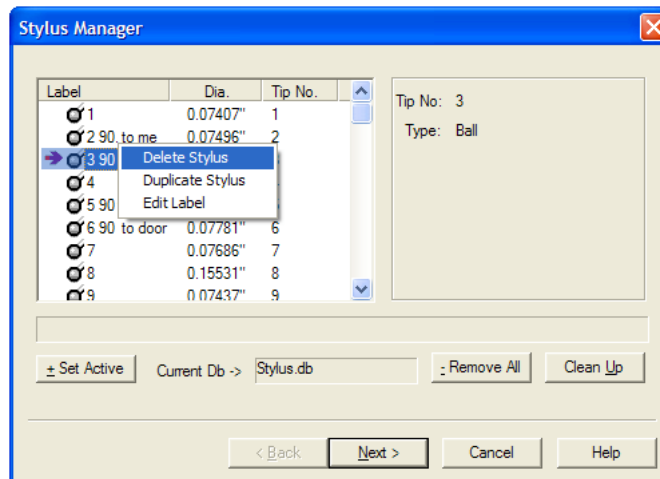 Stylus Manager
Label Dia. Tip No.
1 0.07407" 1
2 90, to me 0.07496" 2
3 90
Delete Stylus
4
Duplicate Stylus
5 90
Edit Label
6 90 to door 0.07781" 6
7 0.07686" 7
8 0.15531" 8
9 0.07437" 9
Tip No: 3
Type: Ball
± Set Active Current Db -> Stylus.db - Remove All Clean Up
< Back Next > Cancel Help